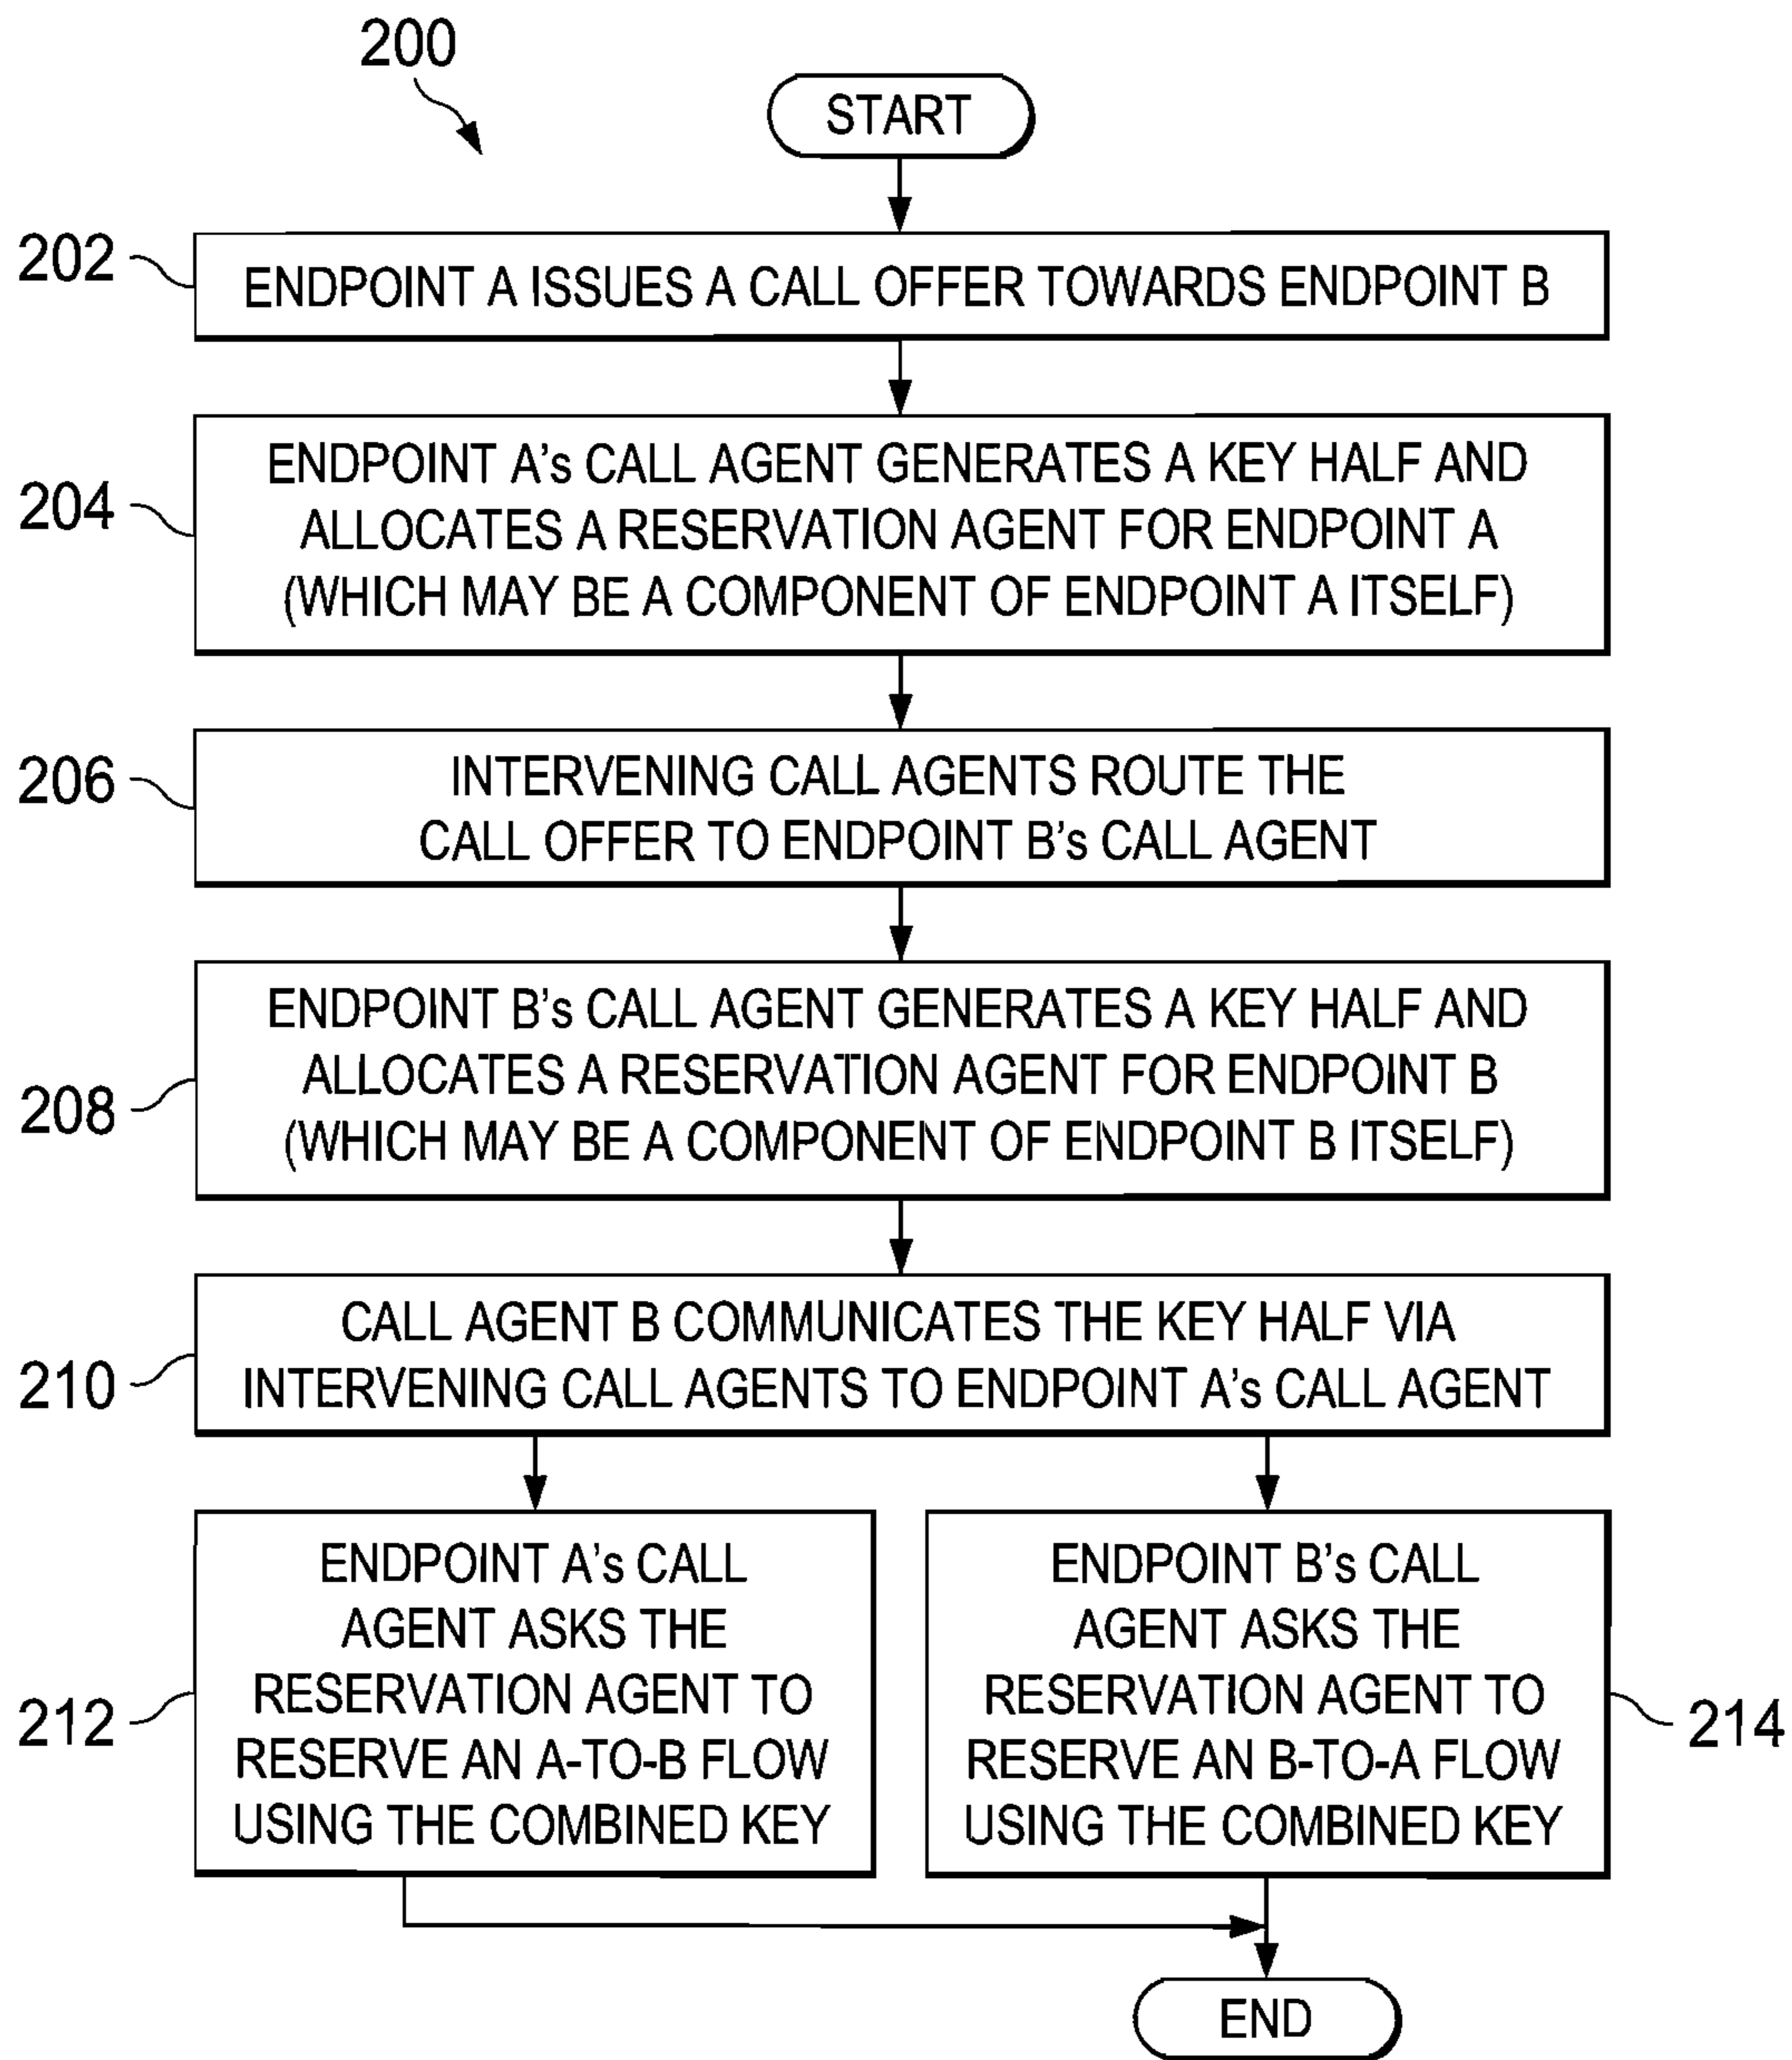 200
START
202
ENDPOINT A ISSUES A CALL OFFER TOWARDS ENDPOINT B
204
ENDPOINT A's CALL AGENT GENERATES A KEY HALF AND
ALLOCATES A RESERVATION AGENT FOR ENDPOINT A
(WHICH MAY BE A COMPONENT OF ENDPOINT A ITSELF)
206
INTERVENING CALL AGENTS ROUTE THE
CALL OFFER TO ENDPOINT B's CALL AGENT
208
ENDPOINT B's CALL AGENT GENERATES A KEY HALF AND
ALLOCATES A RESERVATION AGENT FOR ENDPOINT B
(WHICH MAY BE A COMPONENT OF ENDPOINT B ITSELF)
210
CALL AGENT B COMMUNICATES THE KEY HALF VIA
INTERVENING CALL AGENTS TO ENDPOINT A's CALL AGENT
212
ENDPOINT A's CALL
AGENT ASKS THE
RESERVATION AGENT TO
RESERVE AN A-TO-B FLOW
USING THE COMBINED KEY
ENDPOINT B's CALL
AGENT ASKS THE
RESERVATION AGENT TO
RESERVE AN B-TO-A FLOW
USING THE COMBINED KEY
214
END